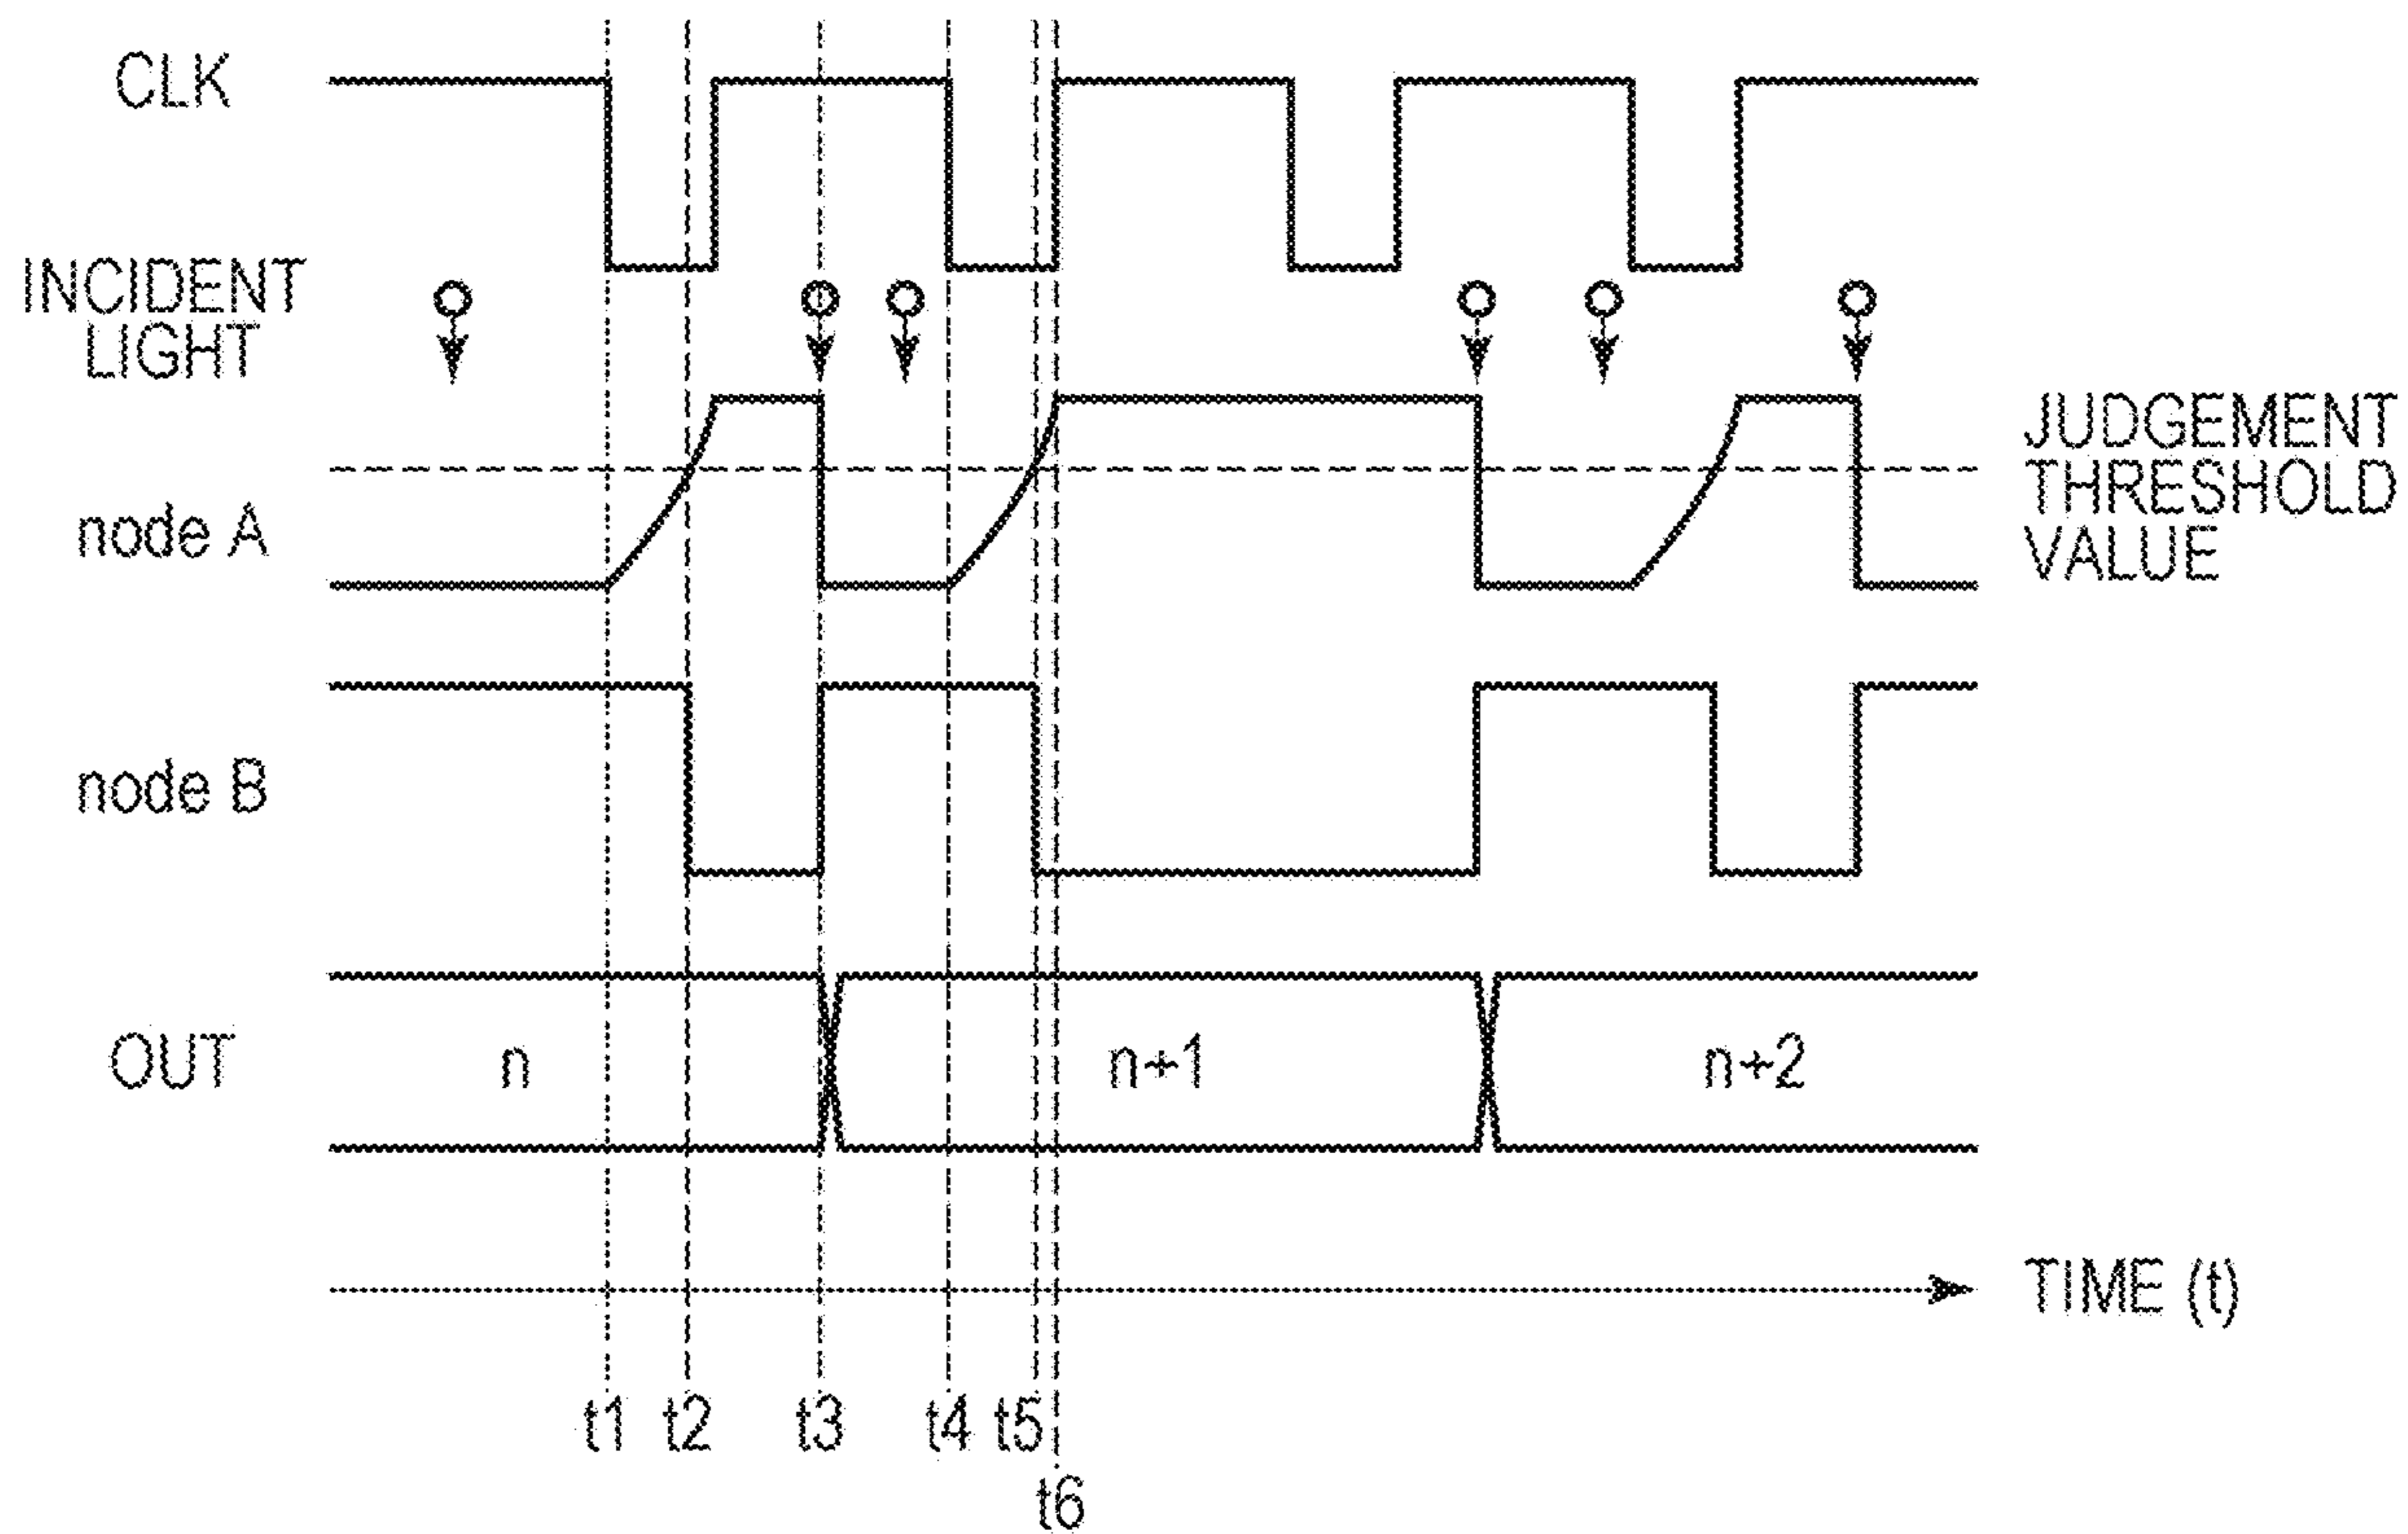 CLK
INCIDENT
LIGHT
JUDGEMENT
THRESHOLD
VALUE
node A
node B
OUT
n
n+1
n+2
TIME (t)
t1 t2 t3 t4 t5
t6